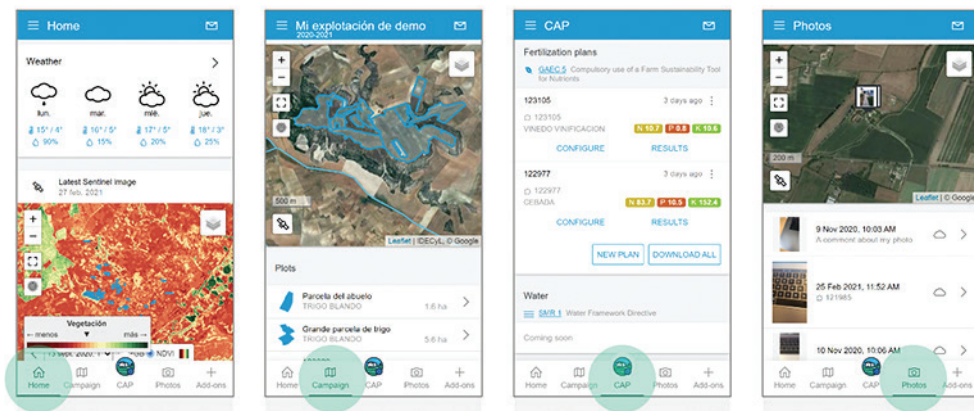 Home
Weather
lun.
mar.
mié.
jue.
15° / 4°
16° / 5°
17° / 5°
18° / 3°
90%
15%
20%
25%
Latest Sentinel image
27 feb. 2021
+
−
Vegetación
← menos
más →
NDVI
Home
Campaign
CAP
Photos
Add-ons
Mi explotación de demo
2020-2021
+
−
500 m
Leaflet | IDECyL, © Google
Plots
Parcela del abuelo
TRIGO BLANDO
1.6 ha
Grande parcela de trigo
TRIGO BLANDO
5.6 ha
Home
Campaign
CAP
Photos
Add-ons
CAP
Fertilization plans
GAEC 5 Compulsory use of a Farm Sustainability Tool
for Nutrients
123105
3 days ago
123105
VINEDO VINIFICACION
N 10.7 P 0.8 K 10.6
CONFIGURE
RESULTS
122977
3 days ago
122977
CEBADA
N 83.7 P 10.5 K 152.4
CONFIGURE
RESULTS
NEW PLAN
DOWNLOAD ALL
Water
SMR 1 Water Framework Directive
Coming soon
Home
Campaign
CAP
Photos
Add-ons
Photos
+
−
200 m
Leaflet | © Google
9 Nov 2020, 10:03 AM
A comment about my photo
25 Feb 2021, 11:52 AM
121985
10 Nov 2020, 10:06 AM
Home
Campaign
CAP
Photos
Add-ons